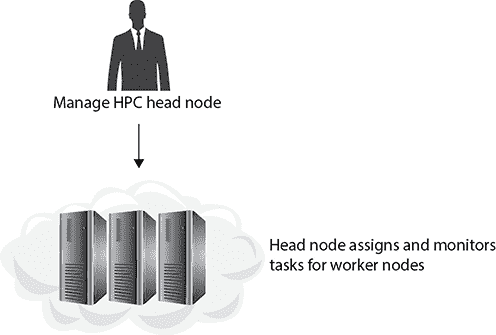 Manage HPC head node
Head node assigns and monitors
tasks for worker nodes